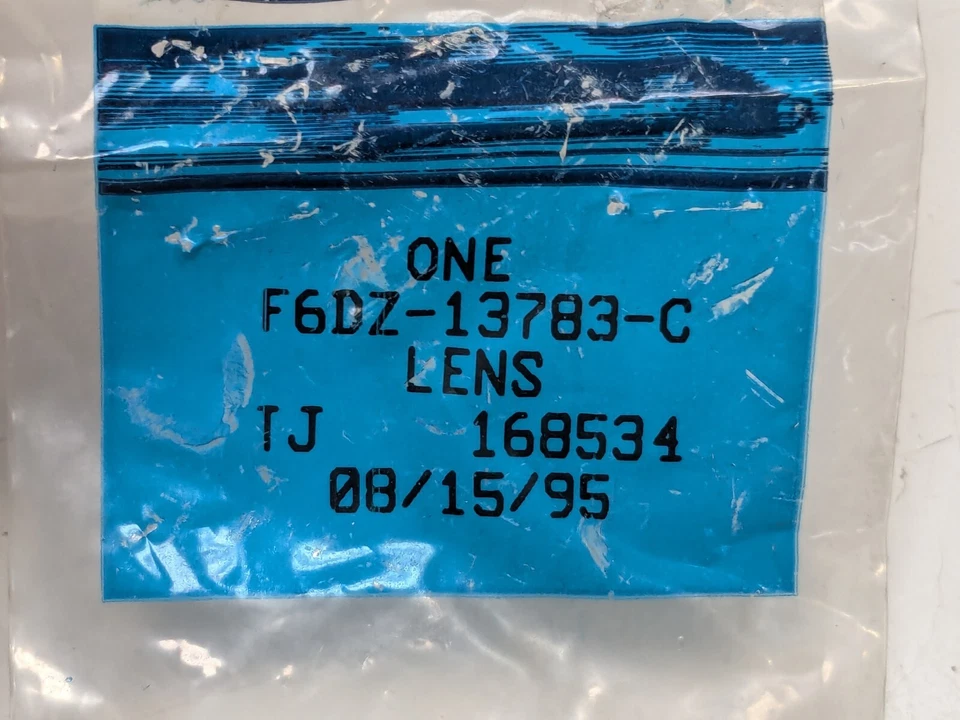 ONE
F6DZ-13783-C
LENS
TJ 168534
08/15/95